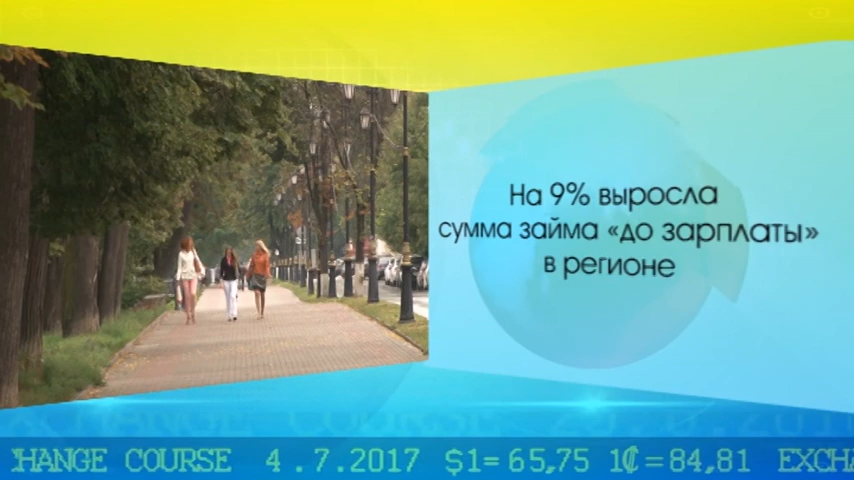 На 9% выросла
сумма займа «до зарплаты»
в регионе
CHANGE COURSE 4.7.2017 $1=65,75 1₢=84,81 EXCHA